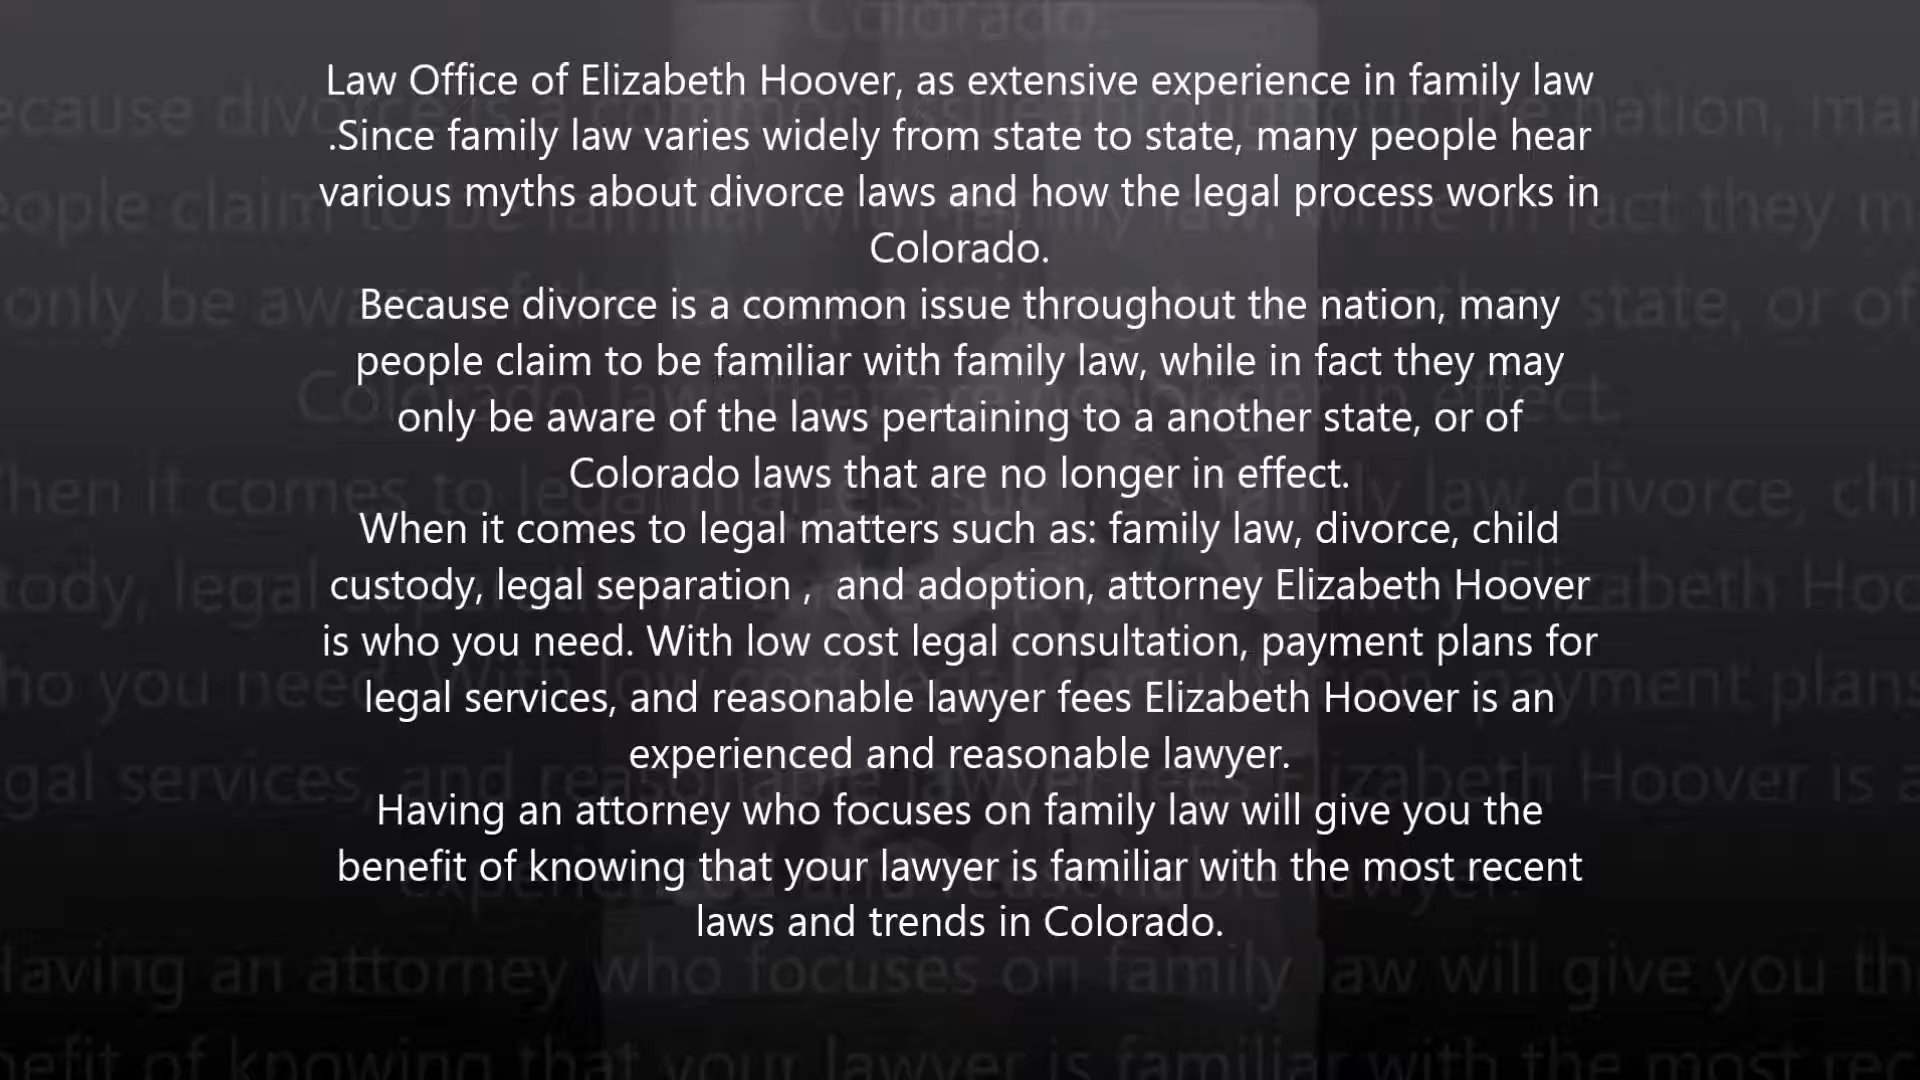 Law Office of Elizabeth Hoover, as extensive experience in family law
.Since family law varies widely from state to state, many people hear
various myths about divorce laws and how the legal process works in
Colorado.
Because divorce is a common issue throughout the nation, many
people claim to be familiar with family law, while in fact they may
only be aware of the laws pertaining to a another state, or of
Colorado laws that are no longer in effect.
When it comes to legal matters such as: family law, divorce, child
custody, legal separation ,  and adoption, attorney Elizabeth Hoover
is who you need. With low cost legal consultation, payment plans for
legal services, and reasonable lawyer fees Elizabeth Hoover is an
experienced and reasonable lawyer.
Having an attorney who focuses on family law will give you the
benefit of knowing that your lawyer is familiar with the most recent
laws and trends in Colorado.